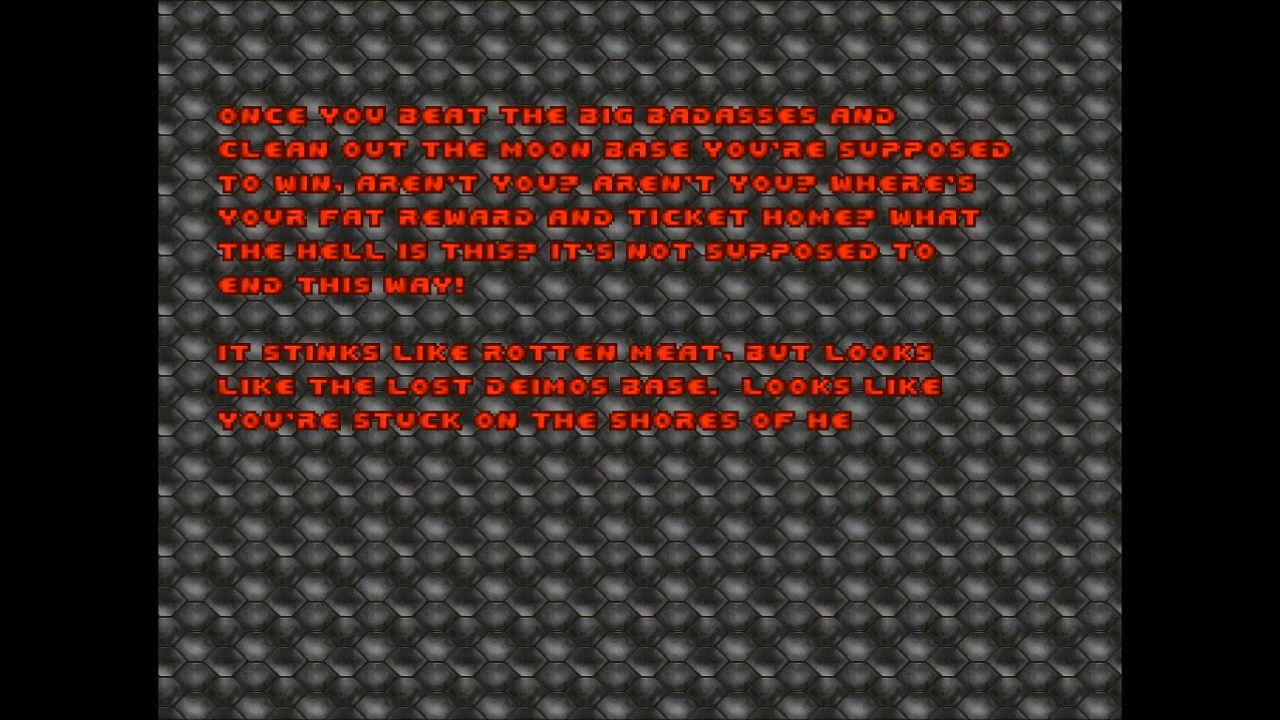 ONCE YOU BEAT THE BIG BADASSES AND
CLEAN OUT THE MOON BASE YOU'RE SUPPOSED
TO WIN, AREN'T YOU? AREN'T YOU? WHERE'S
YOUR FAT REWARD AND TICKET HOME? WHAT
THE HELL IS THIS? IT'S NOT SUPPOSED TO
END THIS WAY!
IT STINKS LIKE ROTTEN MEAT, BUT LOOKS
LIKE THE LOST DEIMOS BASE. LOOKS LIKE
YOU'RE STUCK ON THE SHORES OF HE